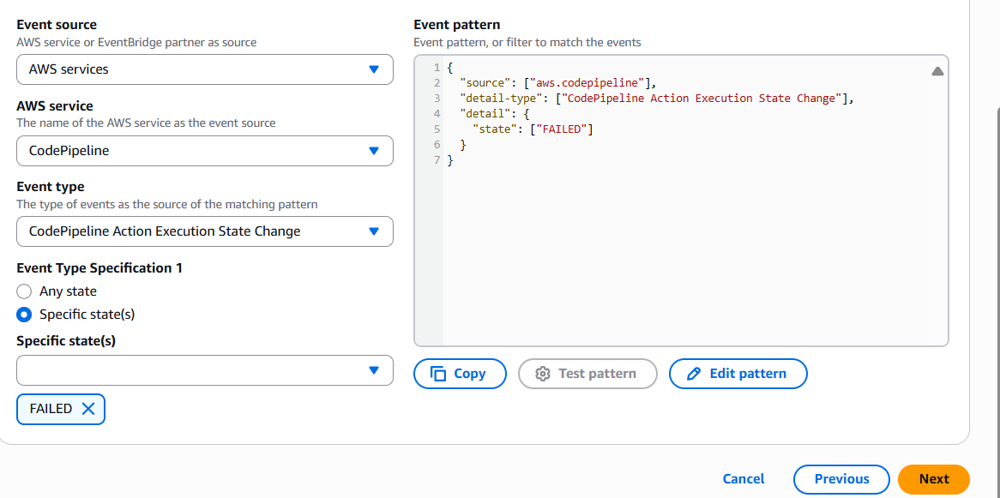 Event source
AWS service or EventBridge partner as source
AWS services
AWS service
The name of the AWS service as the event source
CodePipeline
Event type
The type of events as the source of the matching pattern
CodePipeline Action Execution State Change
Event Type Specification 1
Any state
Specific state(s)
Specific state(s)
FAILED
Event pattern
Event pattern, or filter to match the events
1 {
2   "source": ["aws.codepipeline"],
3   "detail-type": ["CodePipeline Action Execution State Change"],
4   "detail": {
5     "state": ["FAILED"]
6   }
7 }
Copy
Test pattern
Edit pattern
Cancel
Previous
Next